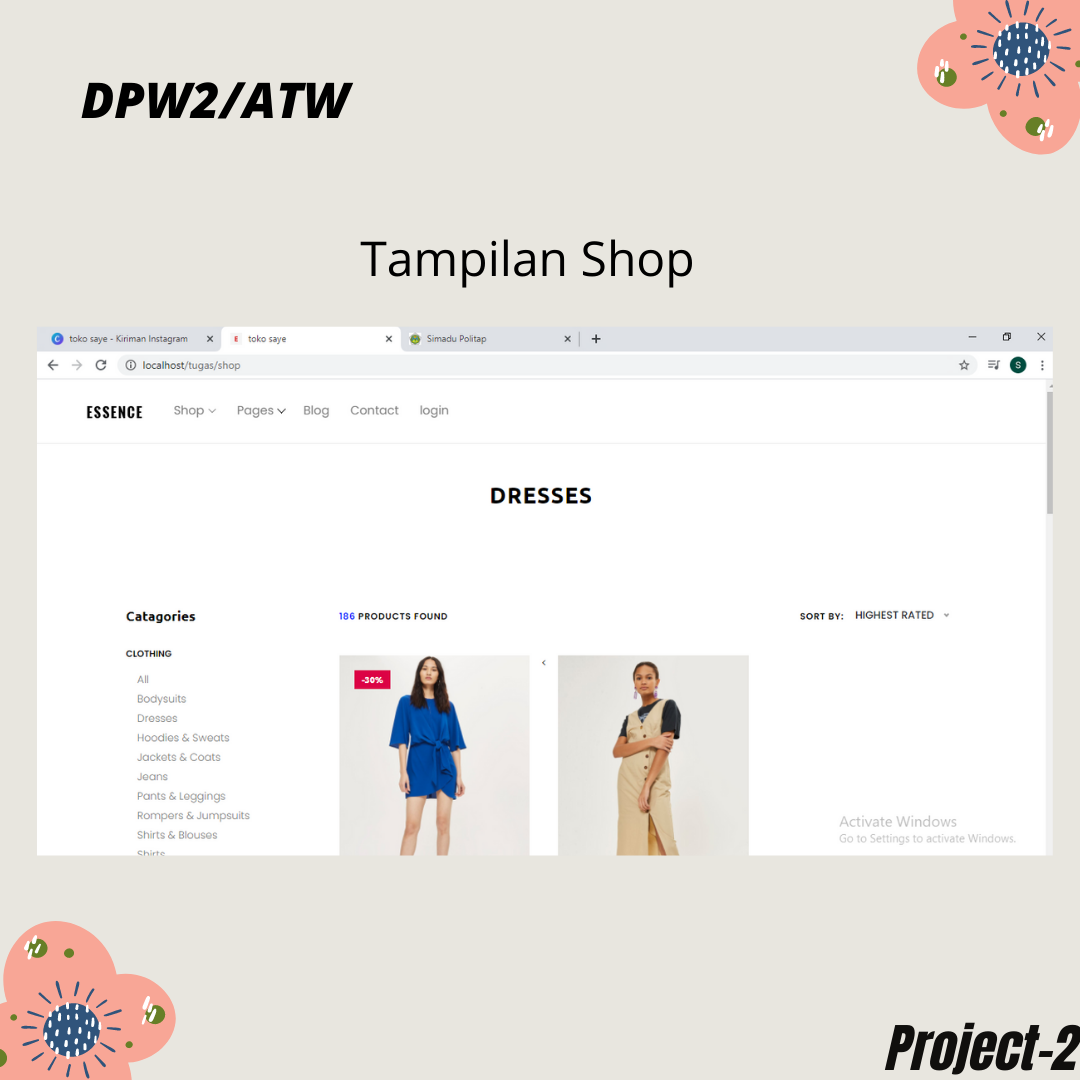 DPW2/ATW
Tampilan Shop
toko saye - Kiriman Instagram
toko saye
Simadu Politap
localhost/tugas/shop
S
ESSENCE Shop Pages Blog Contact login
DRESSES
Catagories
186 PRODUCTS FOUND
SORT BY: HIGHEST RATED
CLOTHING
All
Bodysuits
Dresses
Hoodies & Sweats
Jackets & Coats
Jeans
Pants & Leggings
Rompers & Jumpsuits
Shirts & Blouses
Shirts
-30%
Activate Windows
Go to Settings to activate Windows.
Project-2